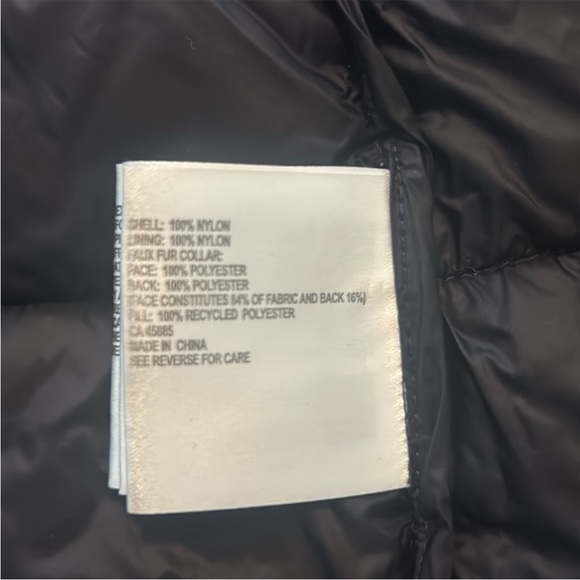 SHELL: 100% NYLON
LINING: 100% NYLON
FAUX FUR COLLAR:
FACE: 100% POLYESTER
BACK: 100% POLYESTER
(FACE CONSTITUTES 84% OF FABRIC AND BACK 16%)
FILL: 100% RECYCLED POLYESTER
CA 45885
MADE IN CHINA
SEE REVERSE FOR CARE